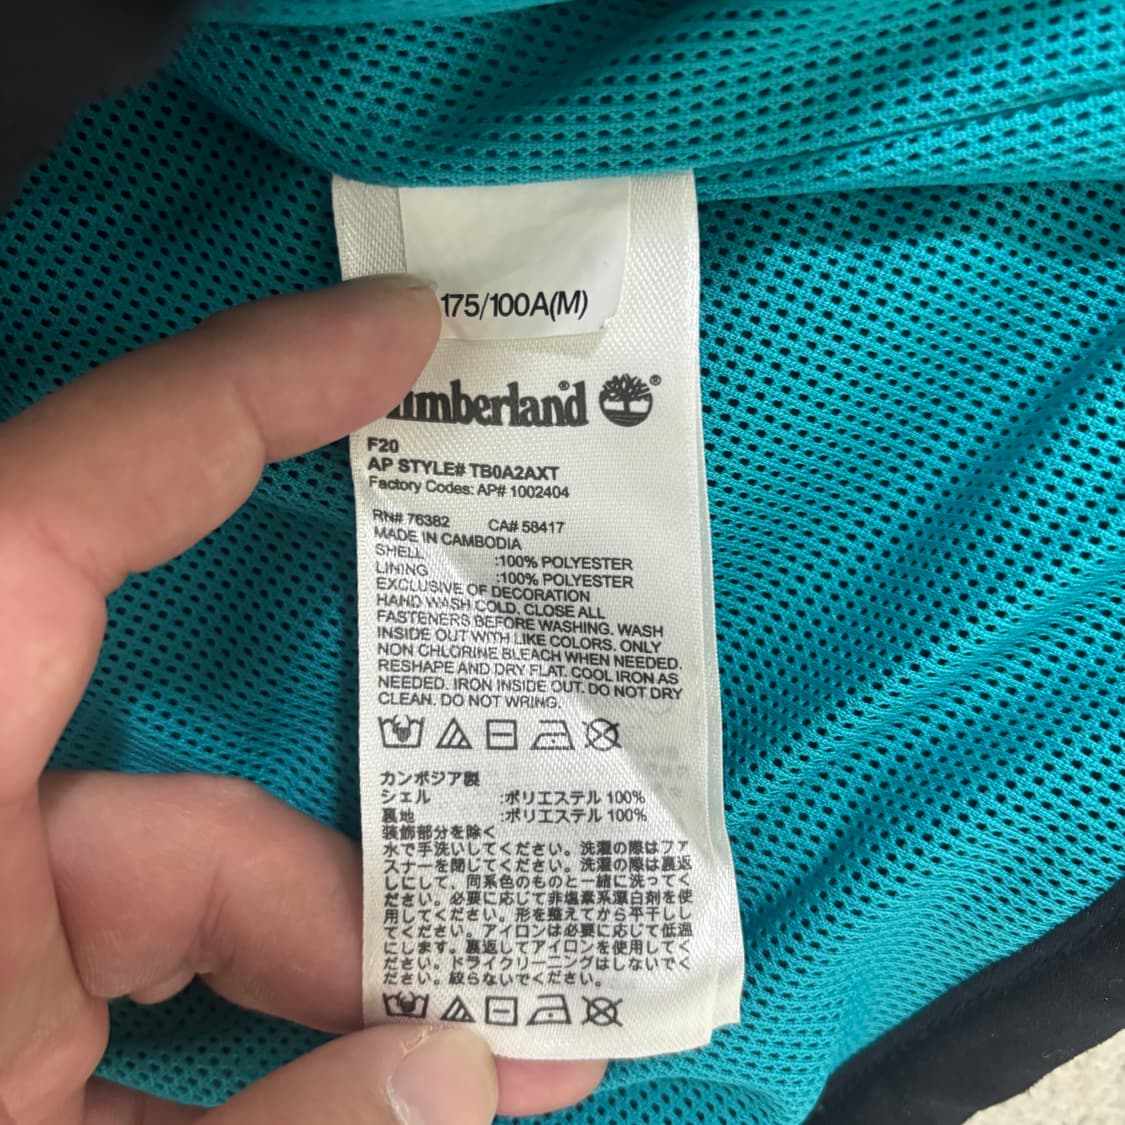 175/100A(M)
Timberland
F20
AP STYLE# TB0A2AXT
Factory Codes: AP# 1002404
RN# 76382 CA# 58417
MADE IN CAMBODIA
SHELL :100% POLYESTER
LINING :100% POLYESTER
EXCLUSIVE OF DECORATION
HAND WASH COLD. CLOSE ALL
FASTENERS BEFORE WASHING. WASH
INSIDE OUT WITH LIKE COLORS. ONLY
NON CHLORINE BLEACH WHEN NEEDED.
RESHAPE AND DRY FLAT. COOL IRON AS
NEEDED. IRON INSIDE OUT. DO NOT DRY
CLEAN. DO NOT WRING.
カンボジア製
シェル :ポリエステル 100%
裏地 :ポリエステル 100%
装飾部分を除く
水で手洗いしてください。洗濯の際はファ
スナーを閉じてください。洗濯の際は裏返
しにして、同系色のものと一緒に洗ってく
ださい。必要に応じて非塩素系漂白剤を使
用してください。形を整えてから平干しし
てください。アイロンは必要に応じて低温
にします。裏返してアイロンを使用してく
ださい。ドライクリーニングはしないでく
ださい。絞らないでください。